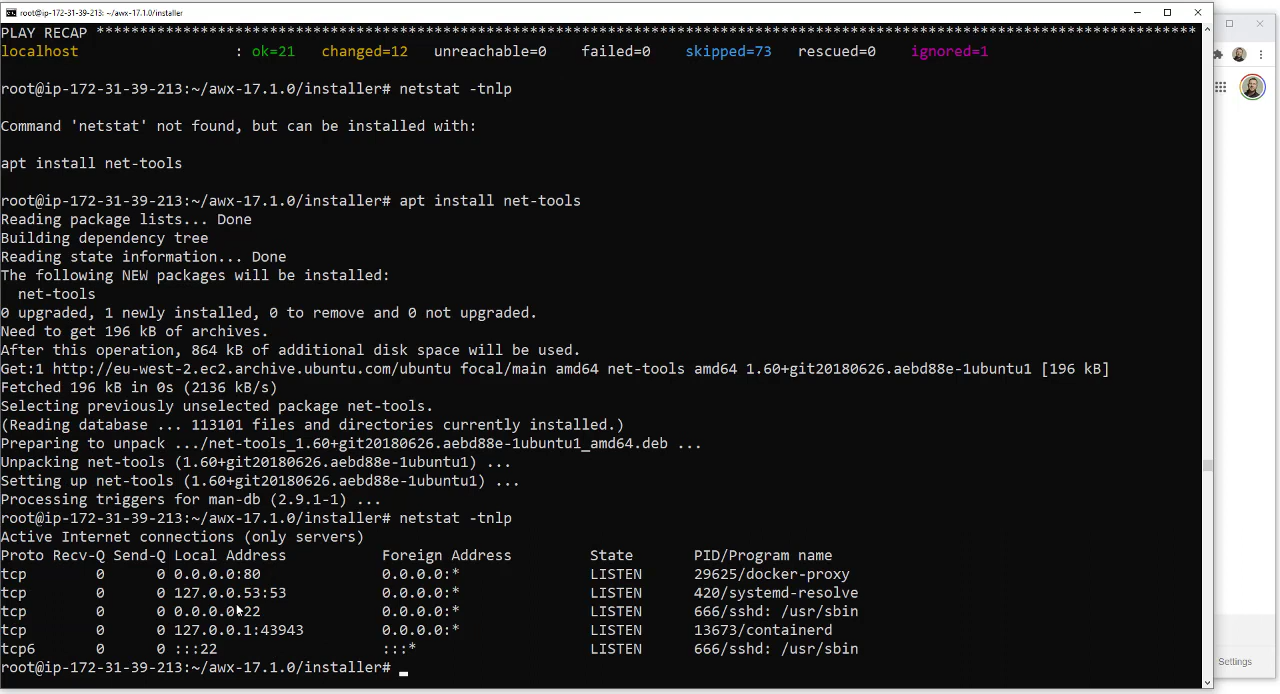 root@ip-172-31-39-213: ~/awx-17.1.0/installer
PLAY RECAP *******************************************************************************************************************************
localhost                  : ok=21   changed=12   unreachable=0    failed=0    skipped=73   rescued=0    ignored=1
root@ip-172-31-39-213:~/awx-17.1.0/installer# netstat -tnlp
Command 'netstat' not found, but can be installed with:
apt install net-tools
root@ip-172-31-39-213:~/awx-17.1.0/installer# apt install net-tools
Reading package lists... Done
Building dependency tree
Reading state information... Done
The following NEW packages will be installed:
  net-tools
0 upgraded, 1 newly installed, 0 to remove and 0 not upgraded.
Need to get 196 kB of archives.
After this operation, 864 kB of additional disk space will be used.
Get:1 http://eu-west-2.ec2.archive.ubuntu.com/ubuntu focal/main amd64 net-tools amd64 1.60+git20180626.aebd88e-1ubuntu1 [196 kB]
Fetched 196 kB in 0s (2136 kB/s)
Selecting previously unselected package net-tools.
(Reading database ... 113101 files and directories currently installed.)
Preparing to unpack .../net-tools_1.60+git20180626.aebd88e-1ubuntu1_amd64.deb ...
Unpacking net-tools (1.60+git20180626.aebd88e-1ubuntu1) ...
Setting up net-tools (1.60+git20180626.aebd88e-1ubuntu1) ...
Processing triggers for man-db (2.9.1-1) ...
root@ip-172-31-39-213:~/awx-17.1.0/installer# netstat -tnlp
Active Internet connections (only servers)
Proto Recv-Q Send-Q Local Address           Foreign Address         State       PID/Program name
tcp        0      0 0.0.0.0:80              0.0.0.0:*               LISTEN      29625/docker-proxy
tcp        0      0 127.0.0.53:53           0.0.0.0:*               LISTEN      420/systemd-resolve
tcp        0      0 0.0.0.0:22              0.0.0.0:*               LISTEN      666/sshd: /usr/sbin
tcp        0      0 127.0.0.1:43943         0.0.0.0:*               LISTEN      13673/containerd
tcp6       0      0 :::22                   :::*                    LISTEN      666/sshd: /usr/sbin
root@ip-172-31-39-213:~/awx-17.1.0/installer#
Settings